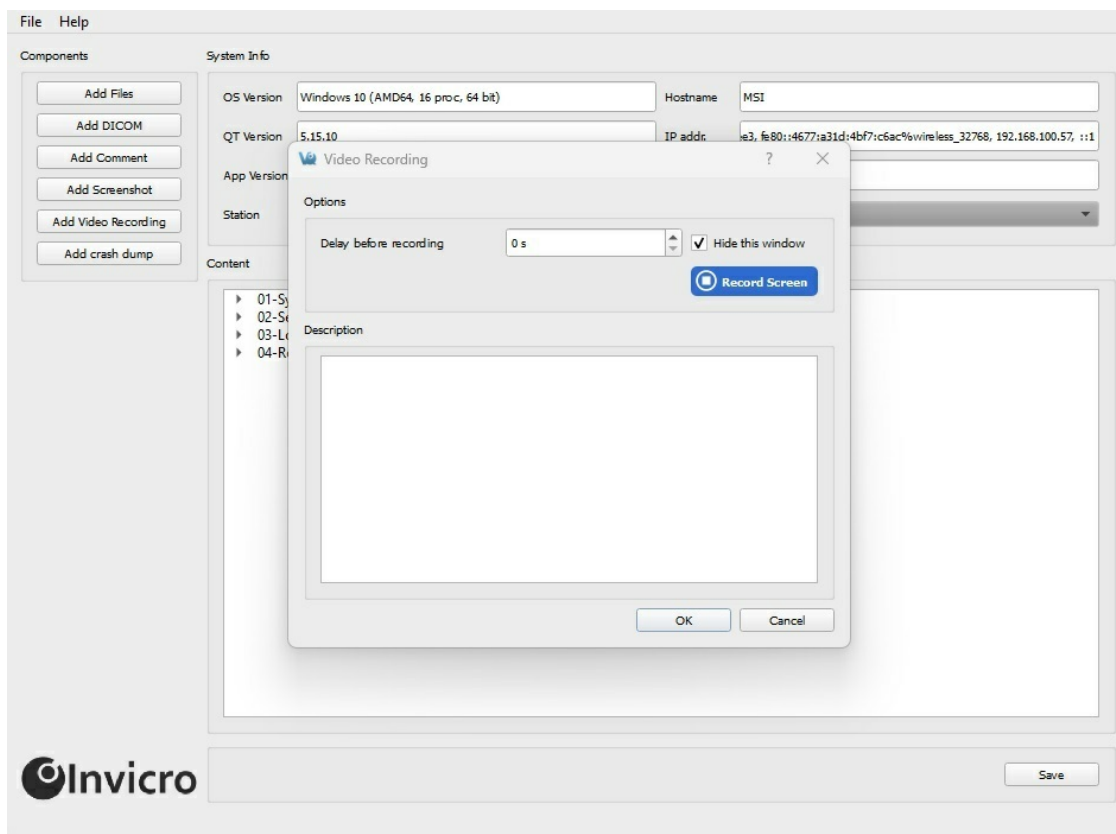 File Help
Components
System Info
Add Files
Add DICOM
Add Comment
Add Screenshot
Add Video Recording
Add crash dump
OS Version Windows 10 (AMD64, 16 proc, 64 bit) Hostname MSI
QT Version 5.15.10 IP addr. :e3, fe80::4677:a31d:4bf7:c6ac%wireless_32768, 192.168.100.57, ::1
App Version
Station
Content
01-Sy
02-Se
03-Lo
04-R
Video Recording ?
Options
Delay before recording 0 s Hide this window
Record Screen
Description
OK Cancel
Invicro
Save